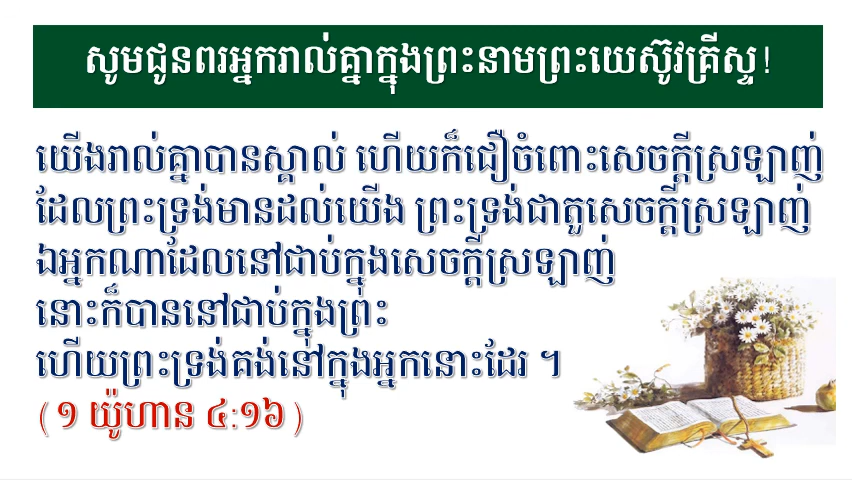 សូមជូនពរអ្នករាល់គ្នាក្នុងព្រះនាមព្រះយេស៊ូវគ្រីស្ទ!
យើងរាល់គ្នាបានស្គាល់ ហើយក៏ជឿចំពោះសេចក្ដីស្រឡាញ់
ដែលព្រះទ្រង់មានដល់យើង ព្រះទ្រង់ជាតួសេចក្ដីស្រឡាញ់
ឯអ្នកណាដែលនៅជាប់ក្នុងសេចក្ដីស្រឡាញ់
នោះក៏បាននៅជាប់ក្នុងព្រះ
ហើយព្រះទ្រង់គង់នៅក្នុងអ្នកនោះដែរ ។
(១ យ៉ូហាន ៤:១៦)